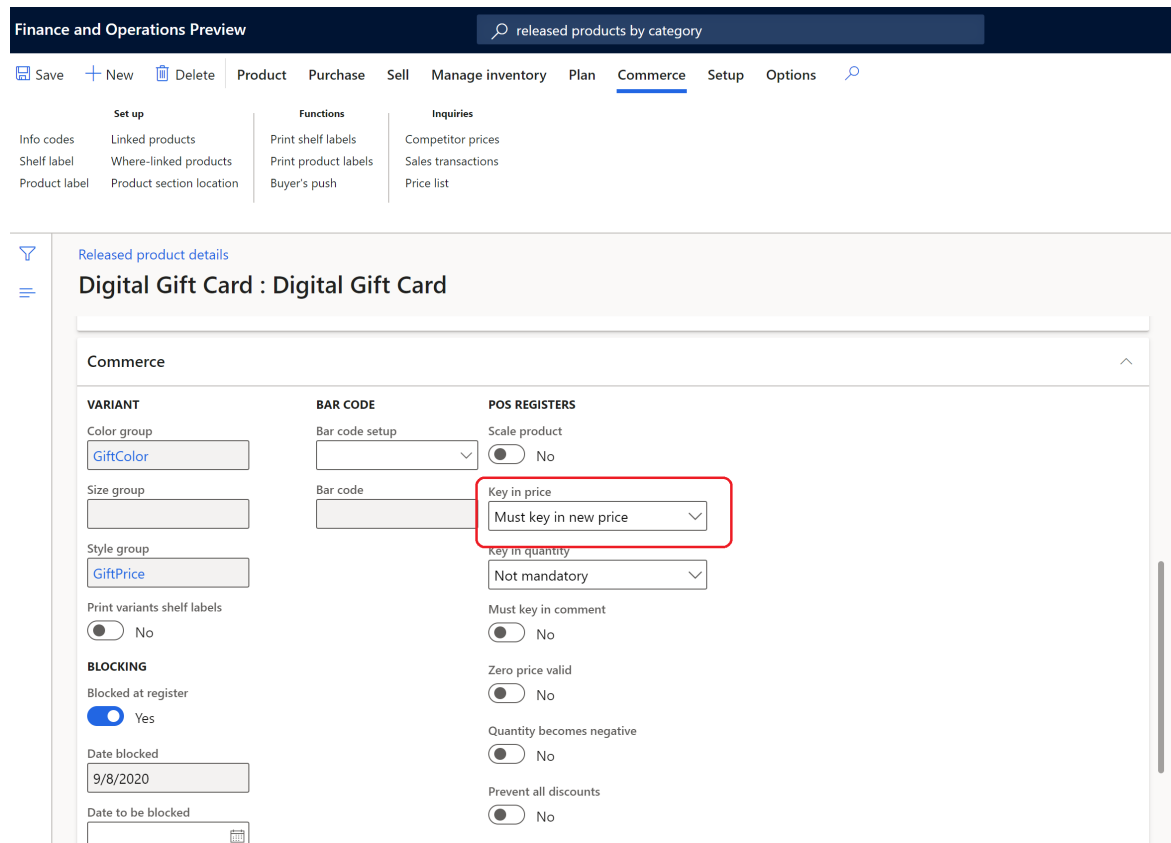 Finance and Operations Preview
released products by category
Save New Delete Product Purchase Sell Manage inventory Plan Commerce Setup Options
Set up Functions Inquiries
Info codes Linked products Print shelf labels Competitor prices
Shelf label Where-linked products Print product labels Sales transactions
Product label Product section location Buyer's push Price list
Released product details
Digital Gift Card : Digital Gift Card
Commerce
VARIANT
Color group
GiftColor
Size group
Style group
GiftPrice
Print variants shelf labels
No
BLOCKING
Blocked at register
Yes
Date blocked
9/8/2020
Date to be blocked
BAR CODE
Bar code setup
Bar code
POS REGISTERS
Scale product
No
Key in price
Must key in new price
Key in quantity
Not mandatory
Must key in comment
No
Zero price valid
No
Quantity becomes negative
No
Prevent all discounts
No